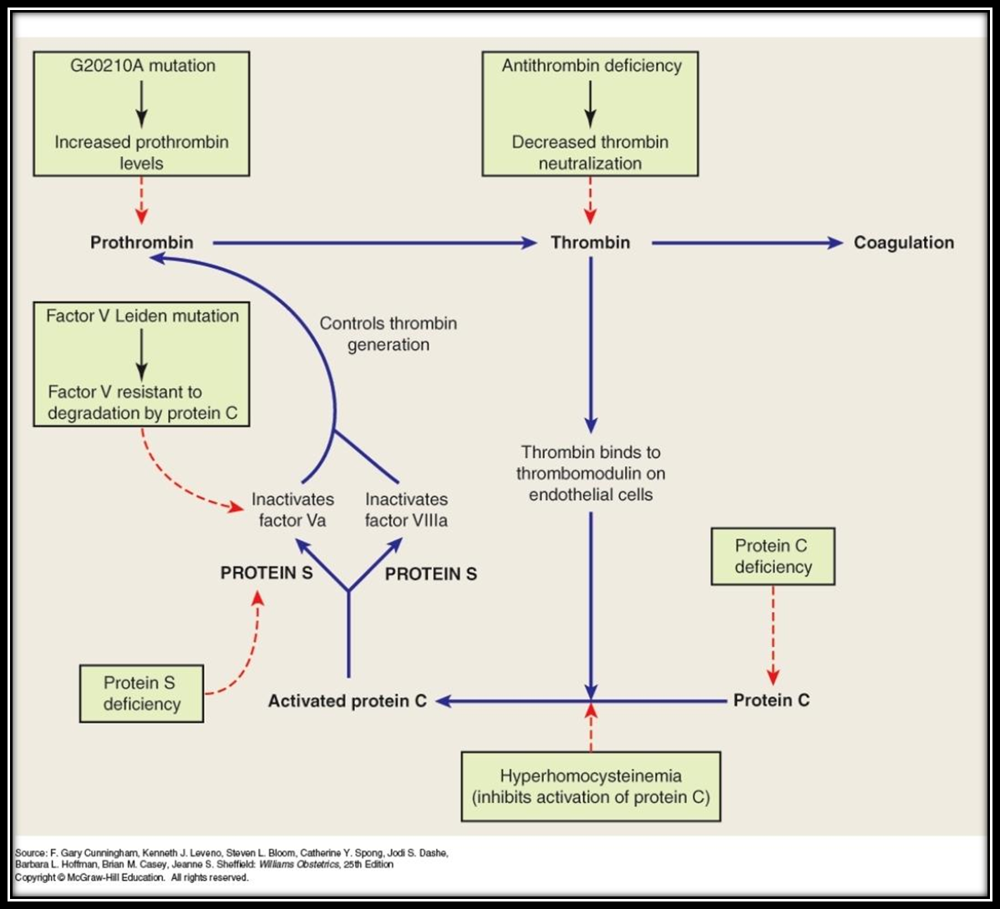 G20210A mutation
Increased prothrombin
levels
Antithrombin deficiency
Decreased thrombin
neutralization
Prothrombin
Thrombin
Coagulation
Factor V Leiden mutation
Factor V resistant to
degradation by protein C
Controls thrombin
generation
Thrombin binds to
thrombomodulin on
endothelial cells
Inactivates
factor Va
Inactivates
factor VIIIa
PROTEIN S
PROTEIN S
Protein C
deficiency
Protein S
deficiency
Activated protein C
Protein C
Hyperhomocysteinemia
(inhibits activation of protein C)
Source: F. Gary Cunningham, Kenneth J. Leveno, Steven L. Bloom, Catherine Y. Spong, Jodi S. Dashe,
Barbara L. Hoffman, Brian M. Casey, Jeanne S. Sheffield: Williams Obstetrics, 25th Edition
Copyright © McGraw-Hill Education. All rights reserved.